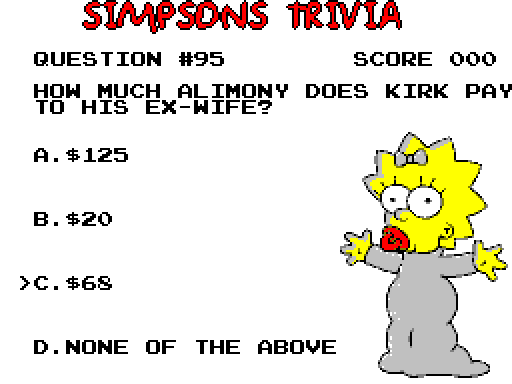 SIMPSONS TRIVIA
QUESTION #95 SCORE 000
HOW MUCH ALIMONY DOES KIRK PAY
TO HIS EX-WIFE?
A.$125
B.$20
>C.$68
D.NONE OF THE ABOVE